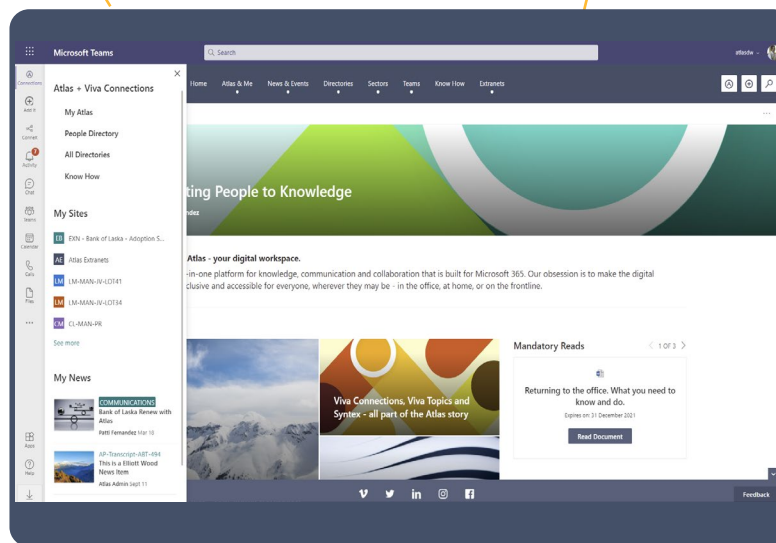 Microsoft Teams
Search
atlasdw
Connections
Add It
Connect
7
Activity
Chat
Teams
Calendar
Calls
Files
Apps
Help
Atlas + Viva Connections
My Atlas
People Directory
All Directories
Know How
My Sites
EB EXN - Bank of Laska - Adoption S...
AE Atlas Extranets
LM LM-MAN-JV-LOT41
LM LM-MAN-JV-LOT34
CM CL-MAN-PR
See more
My News
COMMUNICATIONS
Bank of Laska Renew with
Atlas
Patti Fernandez Mar 10
AP-Transcript-ABT-494
This is a Elliott Wood
News Item
Atlas Admin Sept 11
Home Atlas & Me News & Events Directories Sectors Teams Know How Extranets
ting People to Knowledge
ndez
Atlas - your digital workspace.
-in-one platform for knowledge, communication and collaboration that is built for Microsoft 365. Our obsession is to make the digital
clusive and accessible for everyone, wherever they may be - in the office, at home, or on the frontline.
Viva Connections, Viva Topics and
Syntex - all part of the Atlas story
Mandatory Reads
1 OF 3
Returning to the office. What you need to
know and do.
Expires on: 31 December 2021
Read Document
Feedback